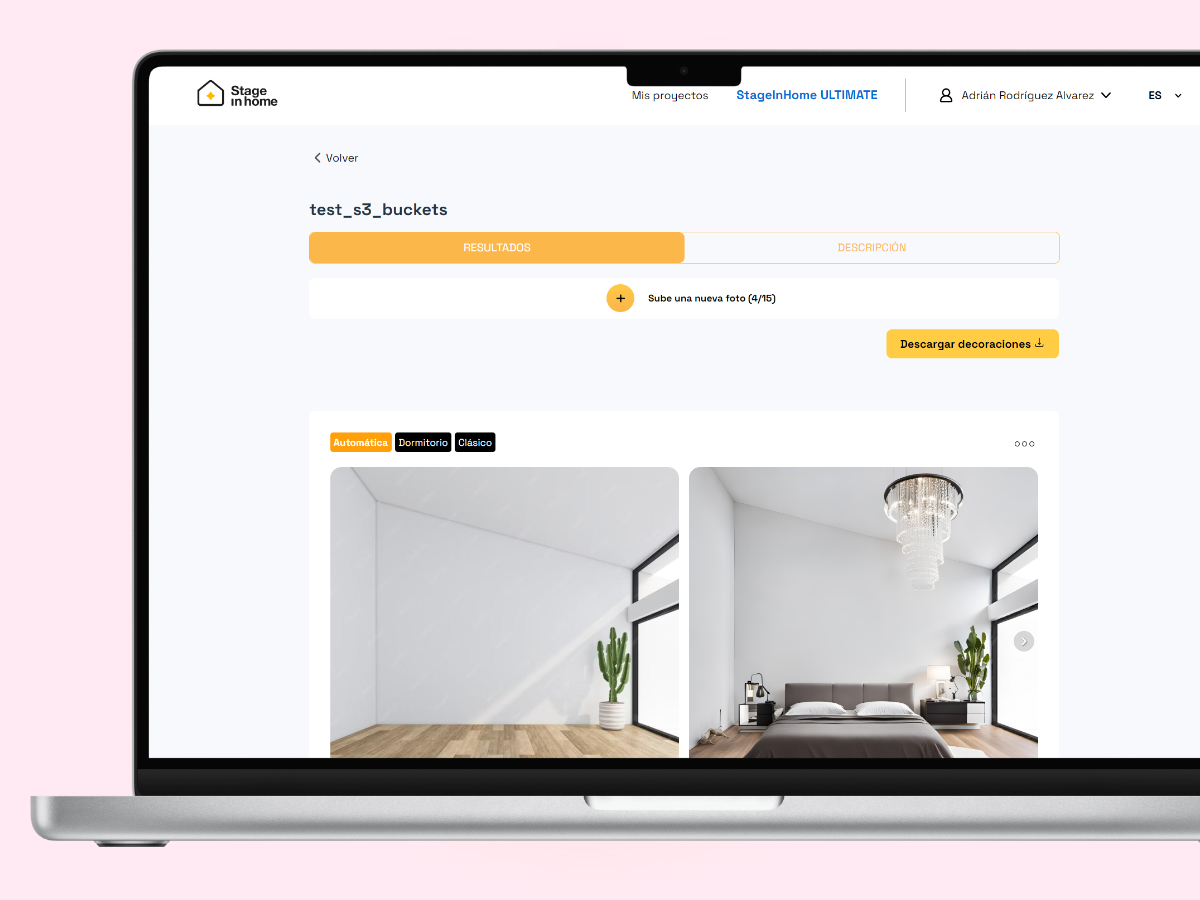 Stage
in home
Mis proyectos
StageInHome ULTIMATE
Adrián Rodríguez Alvarez
ES
Volver
test_s3_buckets
RESULTADOS
DESCRIPCIÓN
+
Sube una nueva foto (4/15)
Descargar decoraciones
Automática
Dormitorio
Clásico